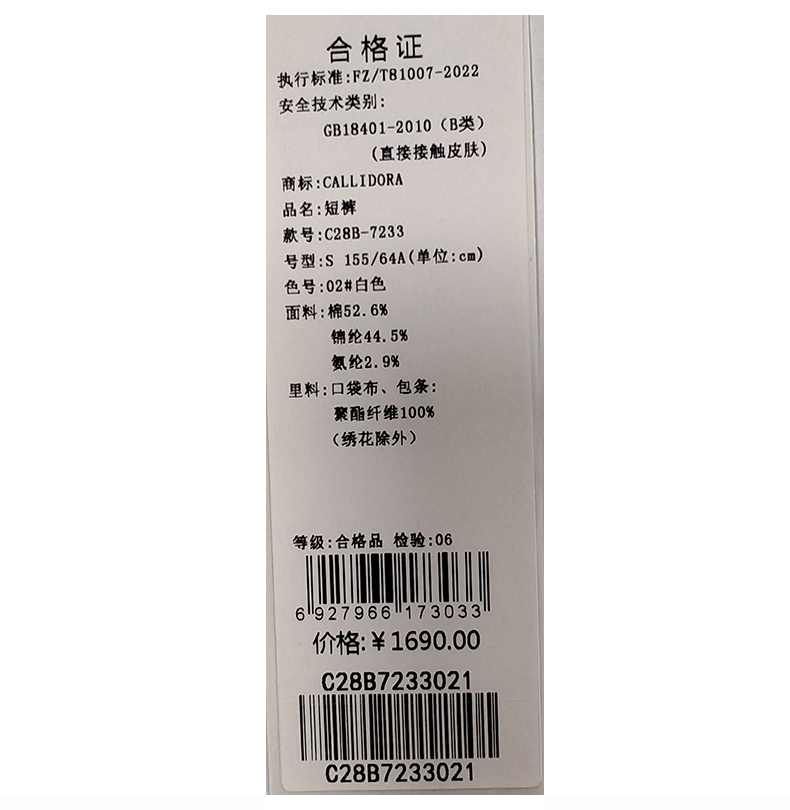 合格证
执行标准:FZ/T81007-2022
安全技术类别:
GB18401-2010（B类）
(直接接触皮肤)
商标:CALLIDORA
品名:短裤
款号:C28B-7233
号型:S 155/64A(单位:cm)
色号:02#白色
面料:棉52.6%
锦纶44.5%
氨纶2.9%
里料:口袋布、包条:
聚酯纤维100%
（绣花除外）
等级:合格品 检验:06
6 927966 173033
价格:￥1690.00
C28B7233021
C28B7233021